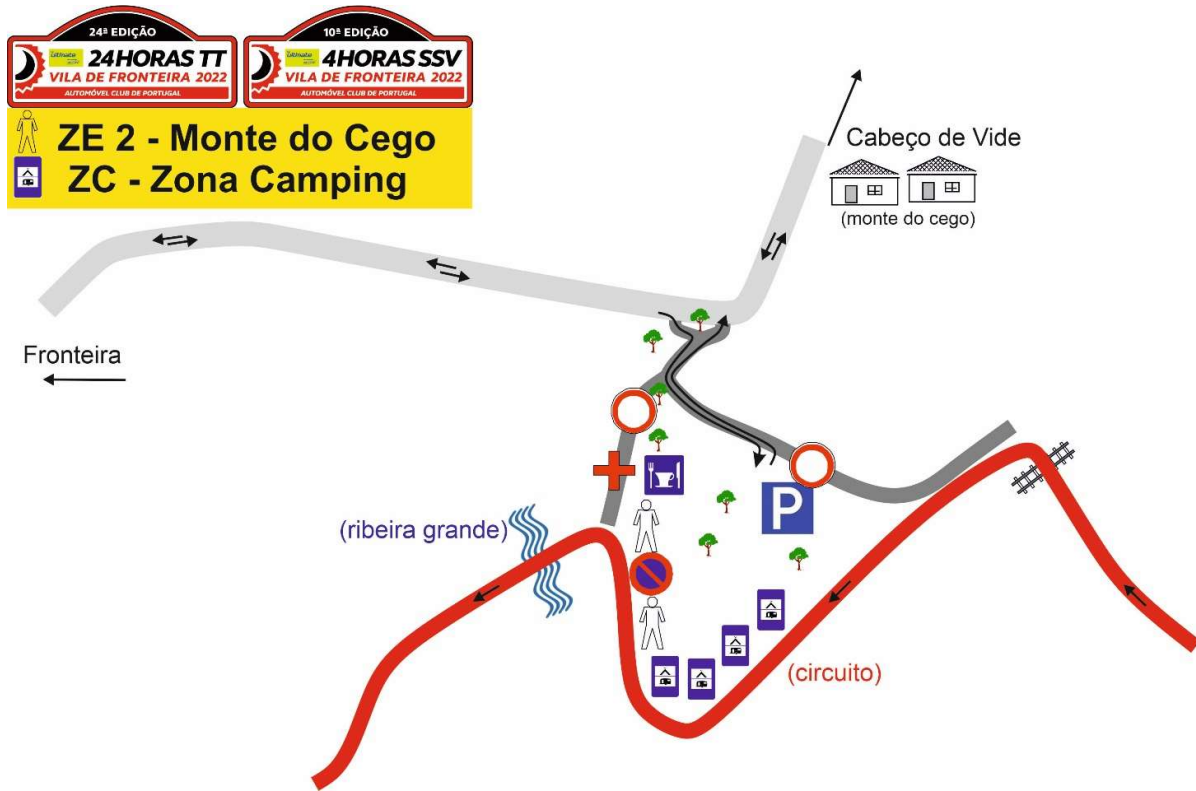 24ª EDIÇÃO
24HORAS TT
VILA DE FRONTEIRA 2022
AUTOMÓVEL CLUB DE PORTUGAL
10ª EDIÇÃO
4HORAS SSV
VILA DE FRONTEIRA 2022
AUTOMÓVEL CLUB DE PORTUGAL
ZE 2 - Monte do Cego
ZC - Zona Camping
Cabeço de Vide
(monte do cego)
Fronteira
P
(ribeira grande)
(circuito)